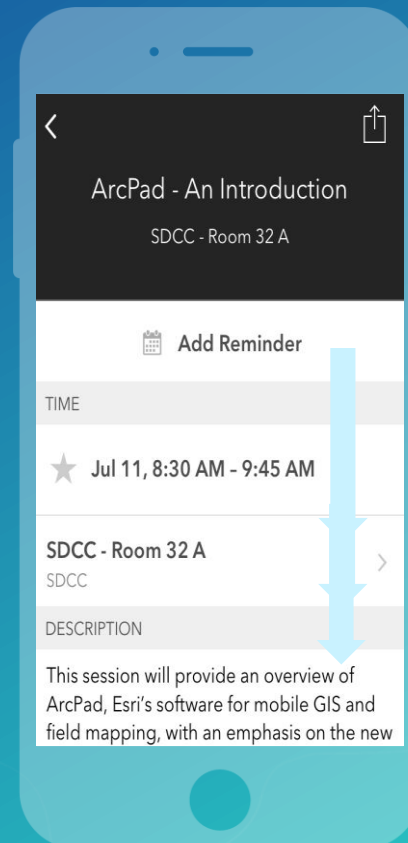 ArcPad - An Introduction
SDCC - Room 32 A
Add Reminder
TIME
Jul 11, 8:30 AM - 9:45 AM
SDCC - Room 32 A
SDCC
DESCRIPTION
This session will provide an overview of
ArcPad, Esri's software for mobile GIS and
field mapping, with an emphasis on the new